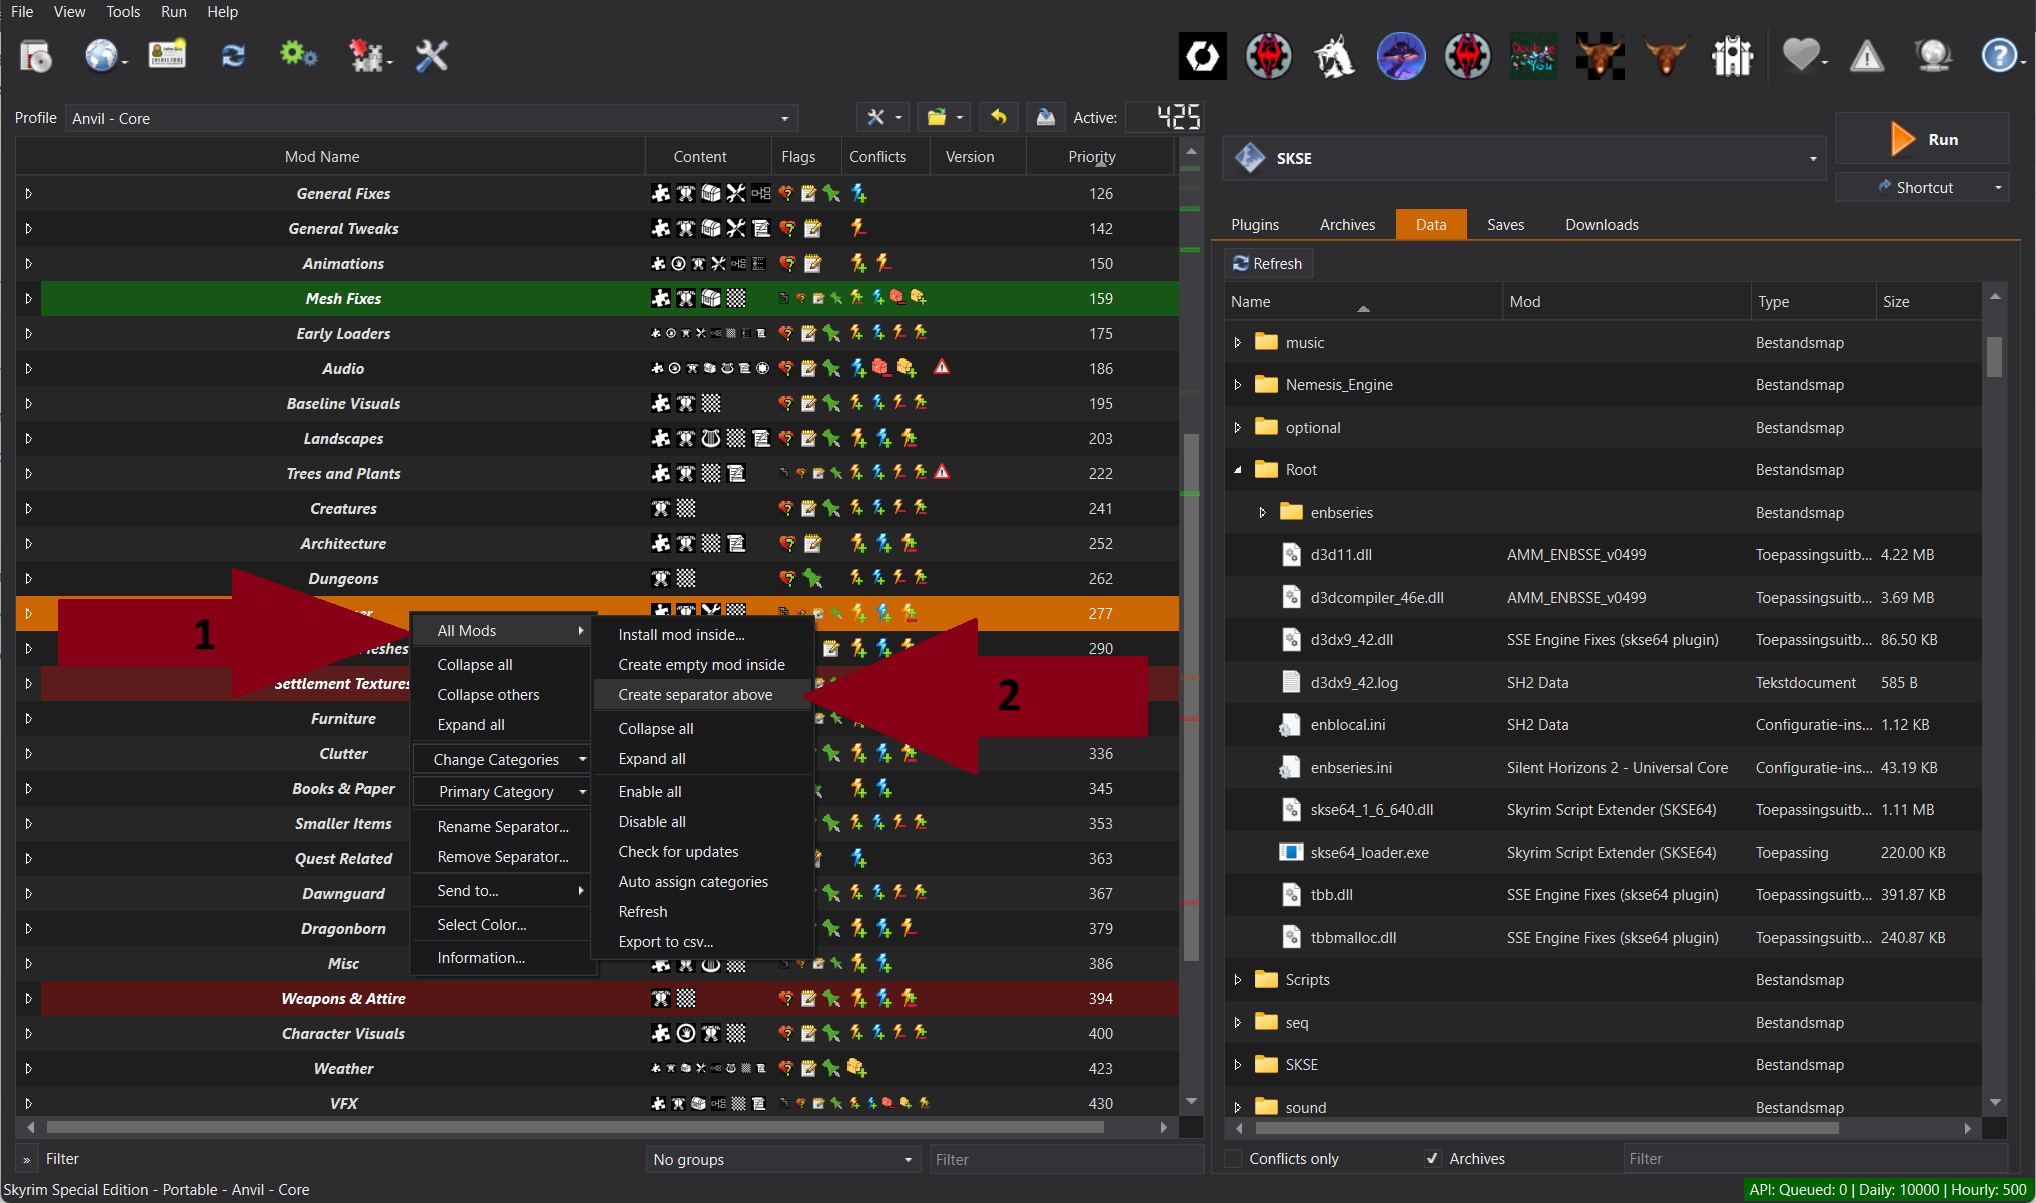 File View Tools Run Help
Profile Anvil - Core Active: 425
Mod Name Content Flags Conflicts Version Priority
General Fixes 126
General Tweaks 142
Animations 150
Mesh Fixes 159
Early Loaders 175
Audio 186
Baseline Visuals 195
Landscapes 203
Trees and Plants 222
Creatures 241
Architecture 252
Dungeons 262
277
290
Settlement Textures
Furniture
Clutter 336
Books & Paper 345
Smaller Items 353
Quest Related 363
Dawnguard 367
Dragonborn 379
Misc 386
Weapons & Attire 394
Character Visuals 400
Weather 423
VFX 430
1
All Mods
Collapse all
Collapse others
Expand all
Change Categories
Primary Category
Rename Separator...
Remove Separator...
Send to...
Select Color...
Information...
Install mod inside...
Create empty mod inside
Create separator above
Collapse all
Expand all
Enable all
Disable all
Check for updates
Auto assign categories
Refresh
Export to csv...
2
» Filter No groups Filter
Double You
SKSE
Run
Shortcut
Plugins Archives Data Saves Downloads
Refresh
Name Mod Type Size
music Bestandsmap
Nemesis_Engine Bestandsmap
optional Bestandsmap
Root Bestandsmap
enbseries Bestandsmap
d3d11.dll AMM_ENBSSE_v0499 Toepassingsuitb... 4.22 MB
d3dcompiler_46e.dll AMM_ENBSSE_v0499 Toepassingsuitb... 3.69 MB
d3dx9_42.dll SSE Engine Fixes (skse64 plugin) Toepassingsuitb... 86.50 KB
d3dx9_42.log SH2 Data Tekstdocument 585 B
enblocal.ini SH2 Data Configuratie-ins... 1.12 KB
enbseries.ini Silent Horizons 2 - Universal Core Configuratie-ins... 43.19 KB
skse64_1_6_640.dll Skyrim Script Extender (SKSE64) Toepassingsuitb... 1.11 MB
skse64_loader.exe Skyrim Script Extender (SKSE64) Toepassing 220.00 KB
tbb.dll SSE Engine Fixes (skse64 plugin) Toepassingsuitb... 391.87 KB
tbbmalloc.dll SSE Engine Fixes (skse64 plugin) Toepassingsuitb... 240.87 KB
Scripts Bestandsmap
seq Bestandsmap
SKSE Bestandsmap
sound Bestandsmap
Conflicts only Archives Filter
Skyrim Special Edition - Portable - Anvil - Core
API: Queued: 0 | Daily: 10000 | Hourly: 500